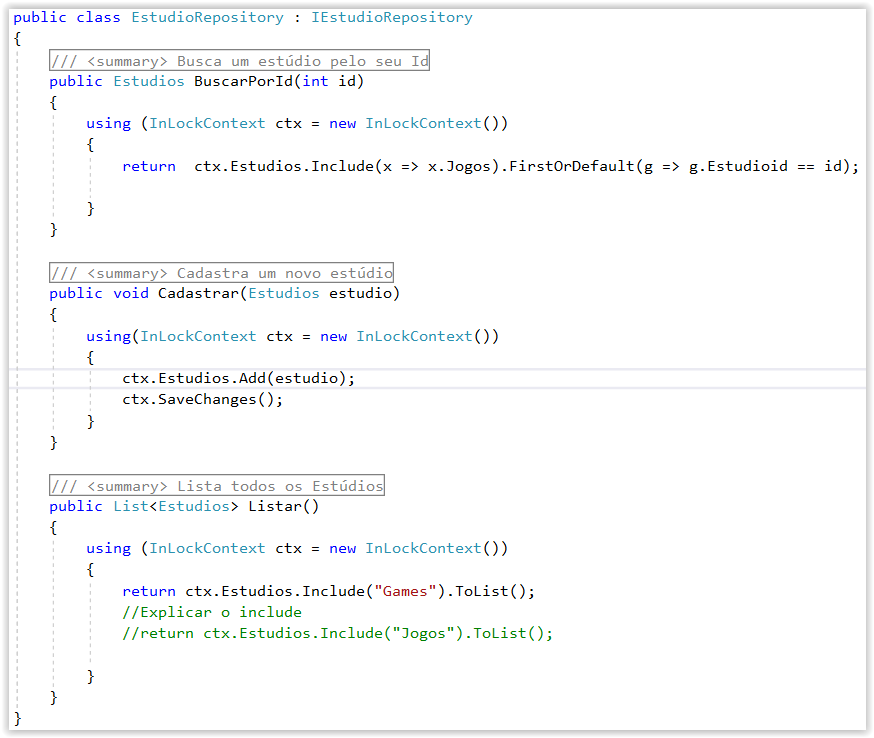 public class EstudioRepository : IEstudioRepository
{
/// <summary> Busca um estúdio pelo seu Id
public Estudios BuscarPorId(int id)
{
using (InLockContext ctx = new InLockContext())
{
return  ctx.Estudios.Include(x => x.Jogos).FirstOrDefault(g => g.Estudioid == id);
}
}
/// <summary> Cadastra um novo estúdio
public void Cadastrar(Estudios estudio)
{
using(InLockContext ctx = new InLockContext())
{
ctx.Estudios.Add(estudio);
ctx.SaveChanges();
}
}
/// <summary> Lista todos os Estúdios
public List<Estudios> Listar()
{
using (InLockContext ctx = new InLockContext())
{
return ctx.Estudios.Include("Games").ToList();
//Explicar o include
//return ctx.Estudios.Include("Jogos").ToList();
}
}
}